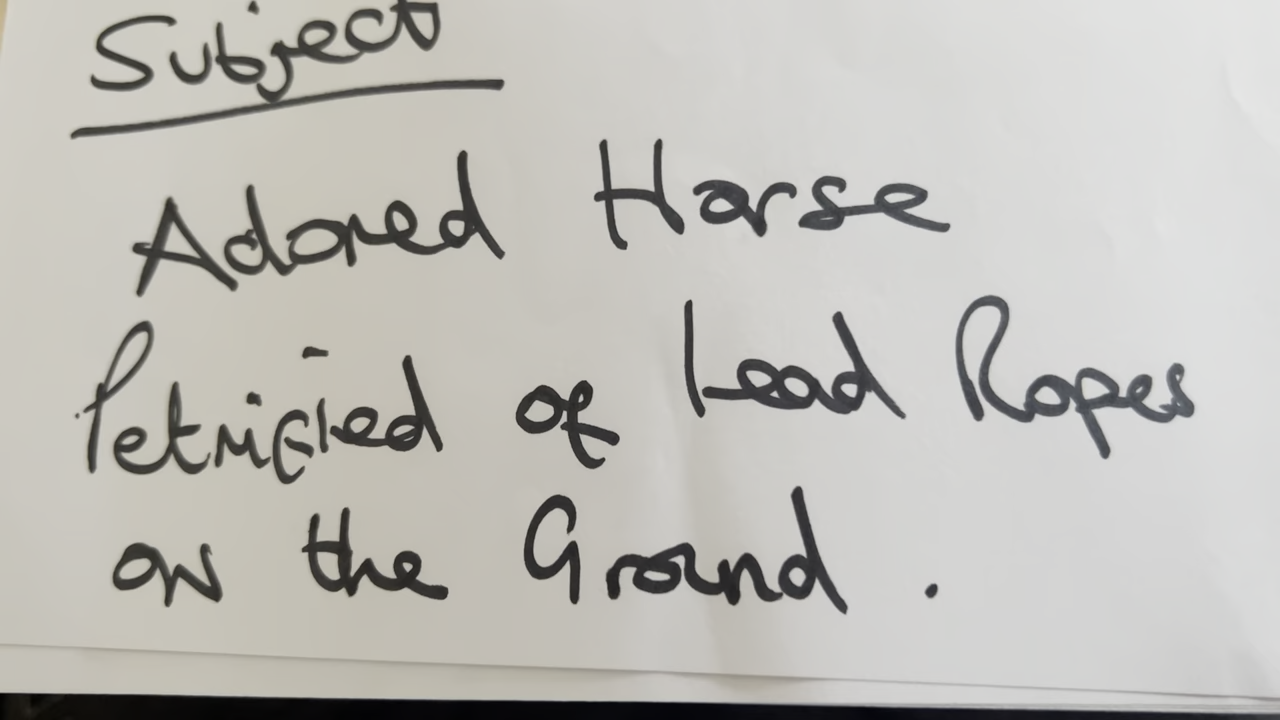 Subject
Adored Horse
Petrified of Lead Ropes
on the Ground.